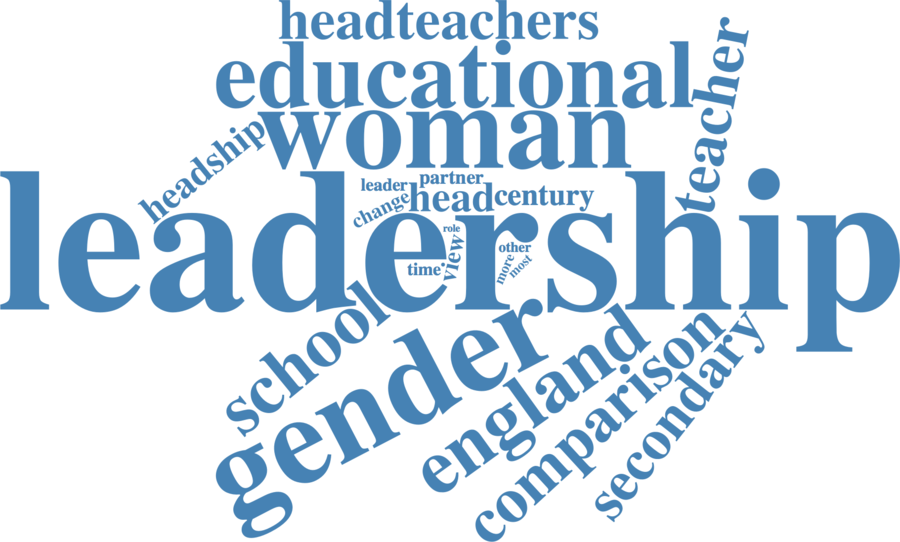 headteachers
educational
teacher
woman
headship
leadership
leader
partner
change
head
century
role
view
time
other
more
most
school
gender
england
comparison
secondary